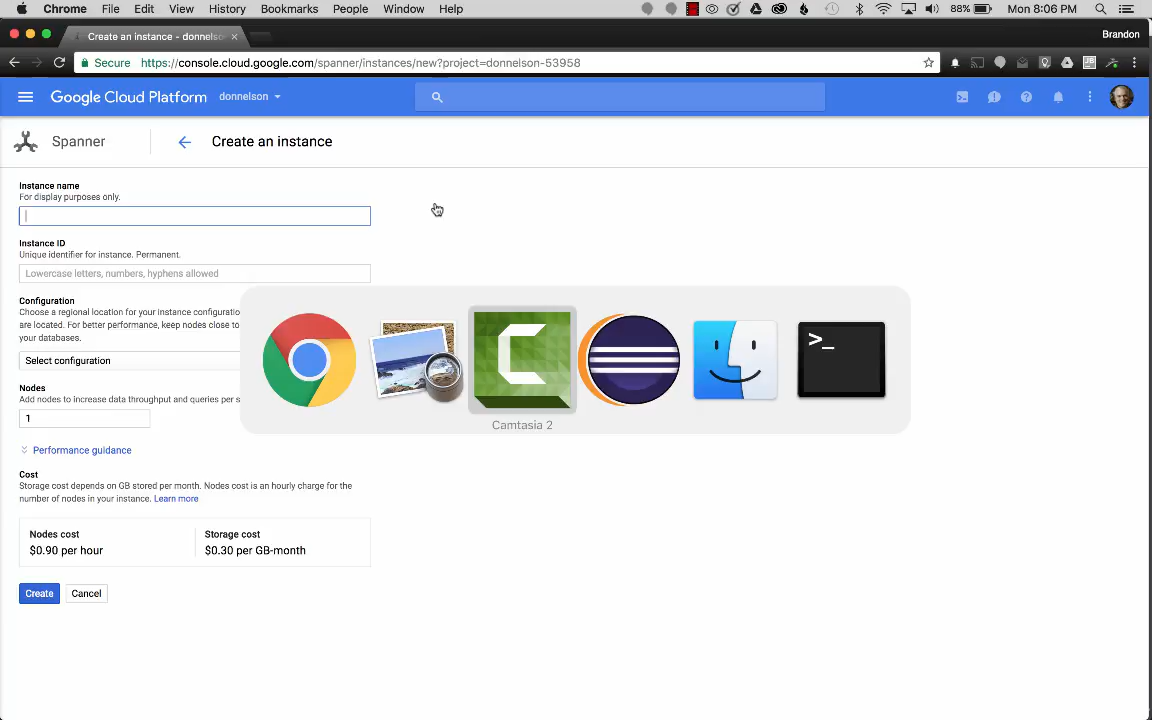 Chrome File Edit View History Bookmarks People Window Help 88% Mon 8:06 PM
Create an instance - donnelso Brandon
Secure https://console.cloud.google.com/spanner/instances/new?project=donnelson-53958
Google Cloud Platform donnelson
Spanner Create an instance
Instance name
For display purposes only.
Instance ID
Unique identifier for instance. Permanent.
Lowercase letters, numbers, hyphens allowed
Configuration
Choose a regional location for your instance configuratio
are located. For better performance, keep nodes close to
your databases.
Select configuration
>_
Camtasia 2
Nodes
Add nodes to increase data throughput and queries per s
1
Performance guidance
Cost
Storage cost depends on GB stored per month. Nodes cost is an hourly charge for the
number of nodes in your instance. Learn more
Nodes cost Storage cost
$0.90 per hour $0.30 per GB-month
Create Cancel